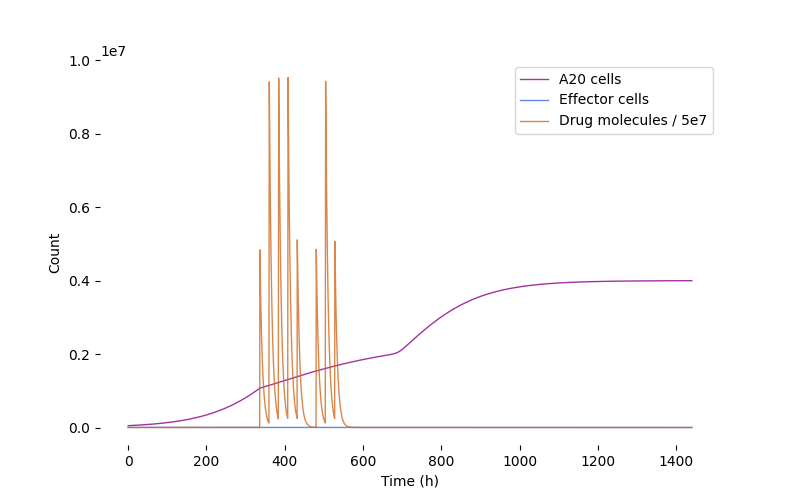 1e7
A20 cells
Effector cells
Drug molecules / 5e7
1.0
0.8
0.6
0.4
0.2
0.0
Count
0 200 400 600 800 1000 1200 1400
Time (h)